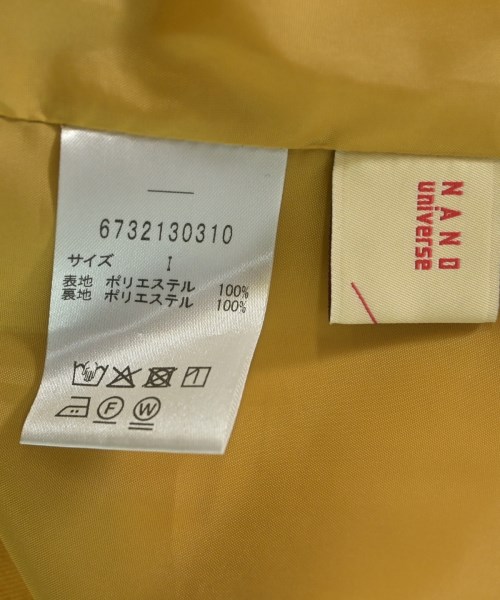 6732130310
サイズ I
表地 ポリエステル 100%
裏地 ポリエステル 100%
1
F W
NANO
universe